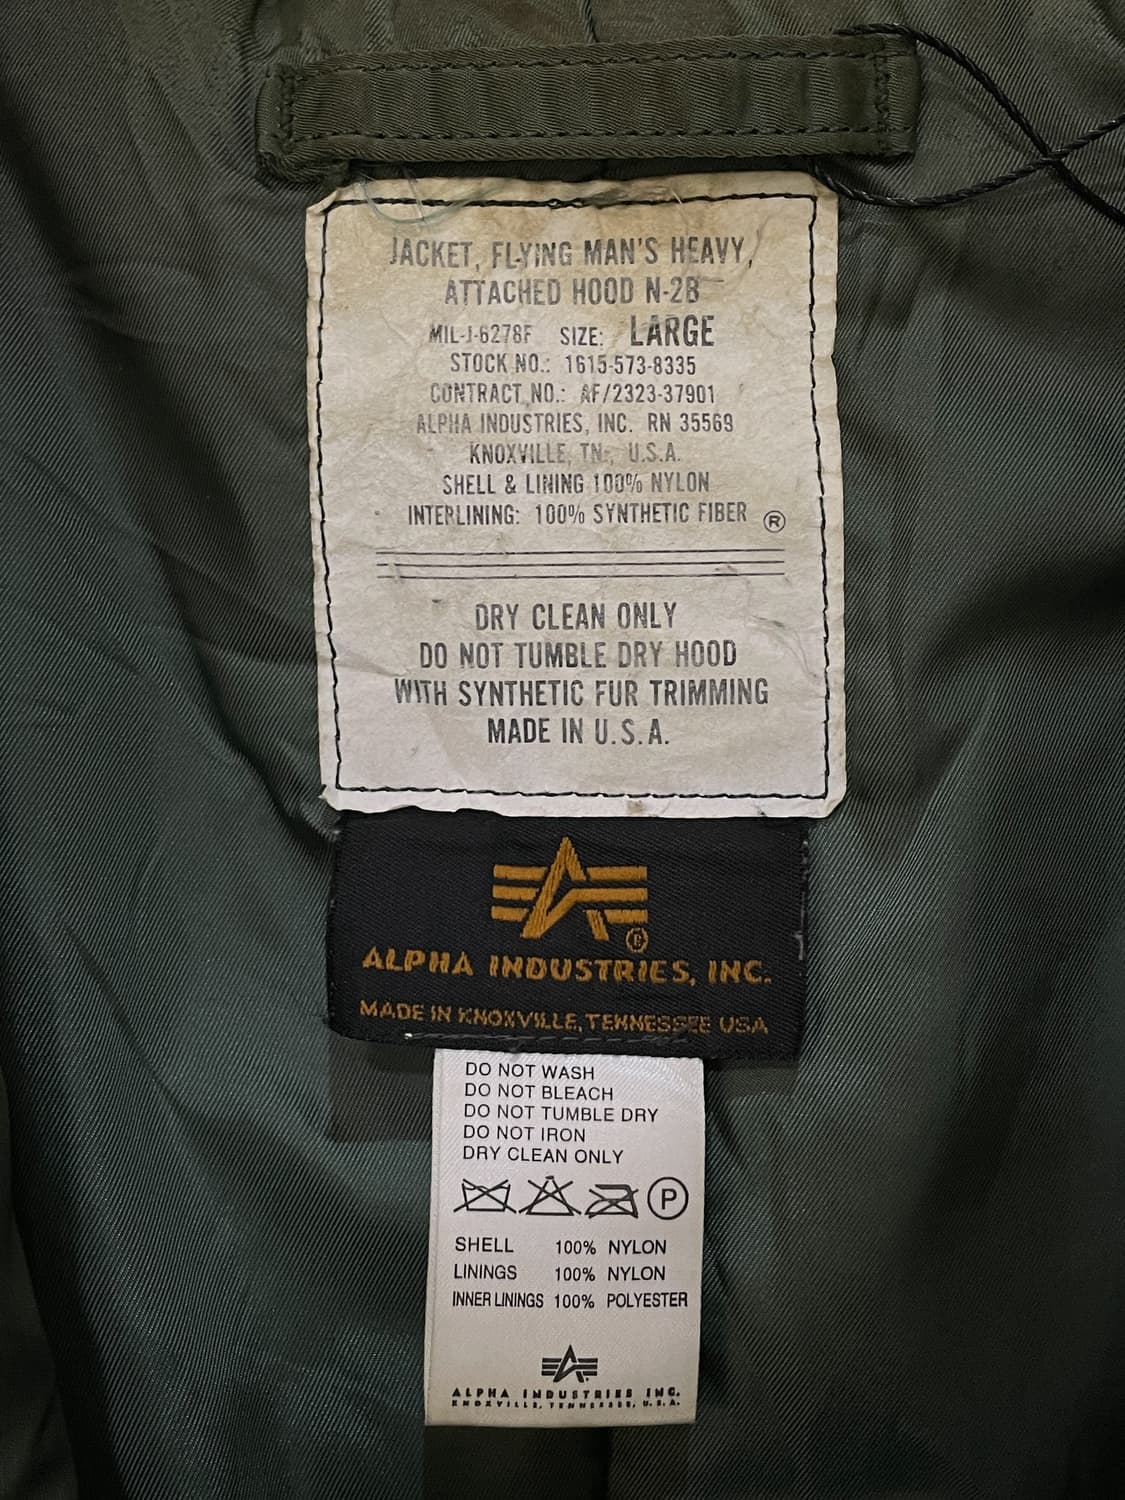 JACKET, FLYING MAN'S HEAVY,
ATTACHED HOOD N-2B
MIL-J-6278F SIZE: LARGE
STOCK NO.: 1615-573-8335
CONTRACT NO.: AF/2323-37901
ALPHA INDUSTRIES, INC. RN 35569
KNOXVILLE, TN., U.S.A.
SHELL & LINING 100% NYLON
INTERLINING: 100% SYNTHETIC FIBER ®
DRY CLEAN ONLY
DO NOT TUMBLE DRY HOOD
WITH SYNTHETIC FUR TRIMMING
MADE IN U.S.A.
®
ALPHA INDUSTRIES, INC.
MADE IN KNOXVILLE, TENNESSEE USA
DO NOT WASH
DO NOT BLEACH
DO NOT TUMBLE DRY
DO NOT IRON
DRY CLEAN ONLY
P
SHELL 100% NYLON
LININGS 100% NYLON
INNER LININGS 100% POLYESTER
ALPHA INDUSTRIES INC.
KNOXVILLE, TENNESSEE, U.S.A.